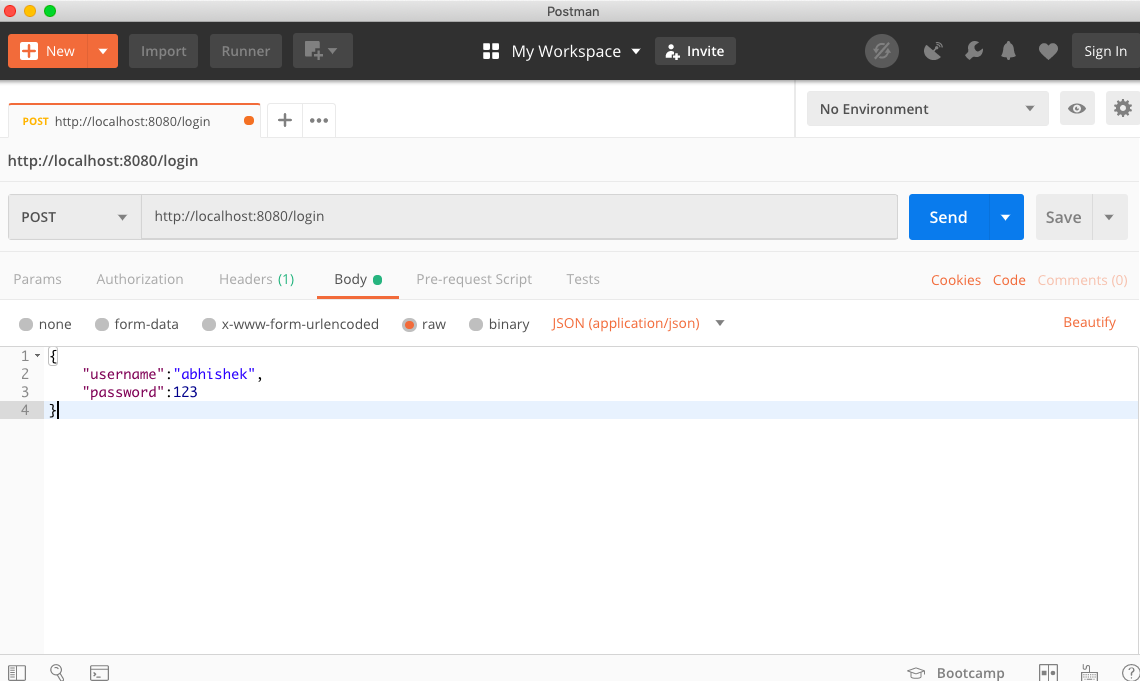 Postman
New Import Runner My Workspace Invite Sign In
POST http://localhost:8080/login No Environment
http://localhost:8080/login
POST http://localhost:8080/login Send Save
Params Authorization Headers (1) Body Pre-request Script Tests Cookies Code Comments (0)
none form-data x-www-form-urlencoded raw binary JSON (application/json) Beautify
1 {
2 "username":"abhishek",
3 "password":123
4 }
Bootcamp